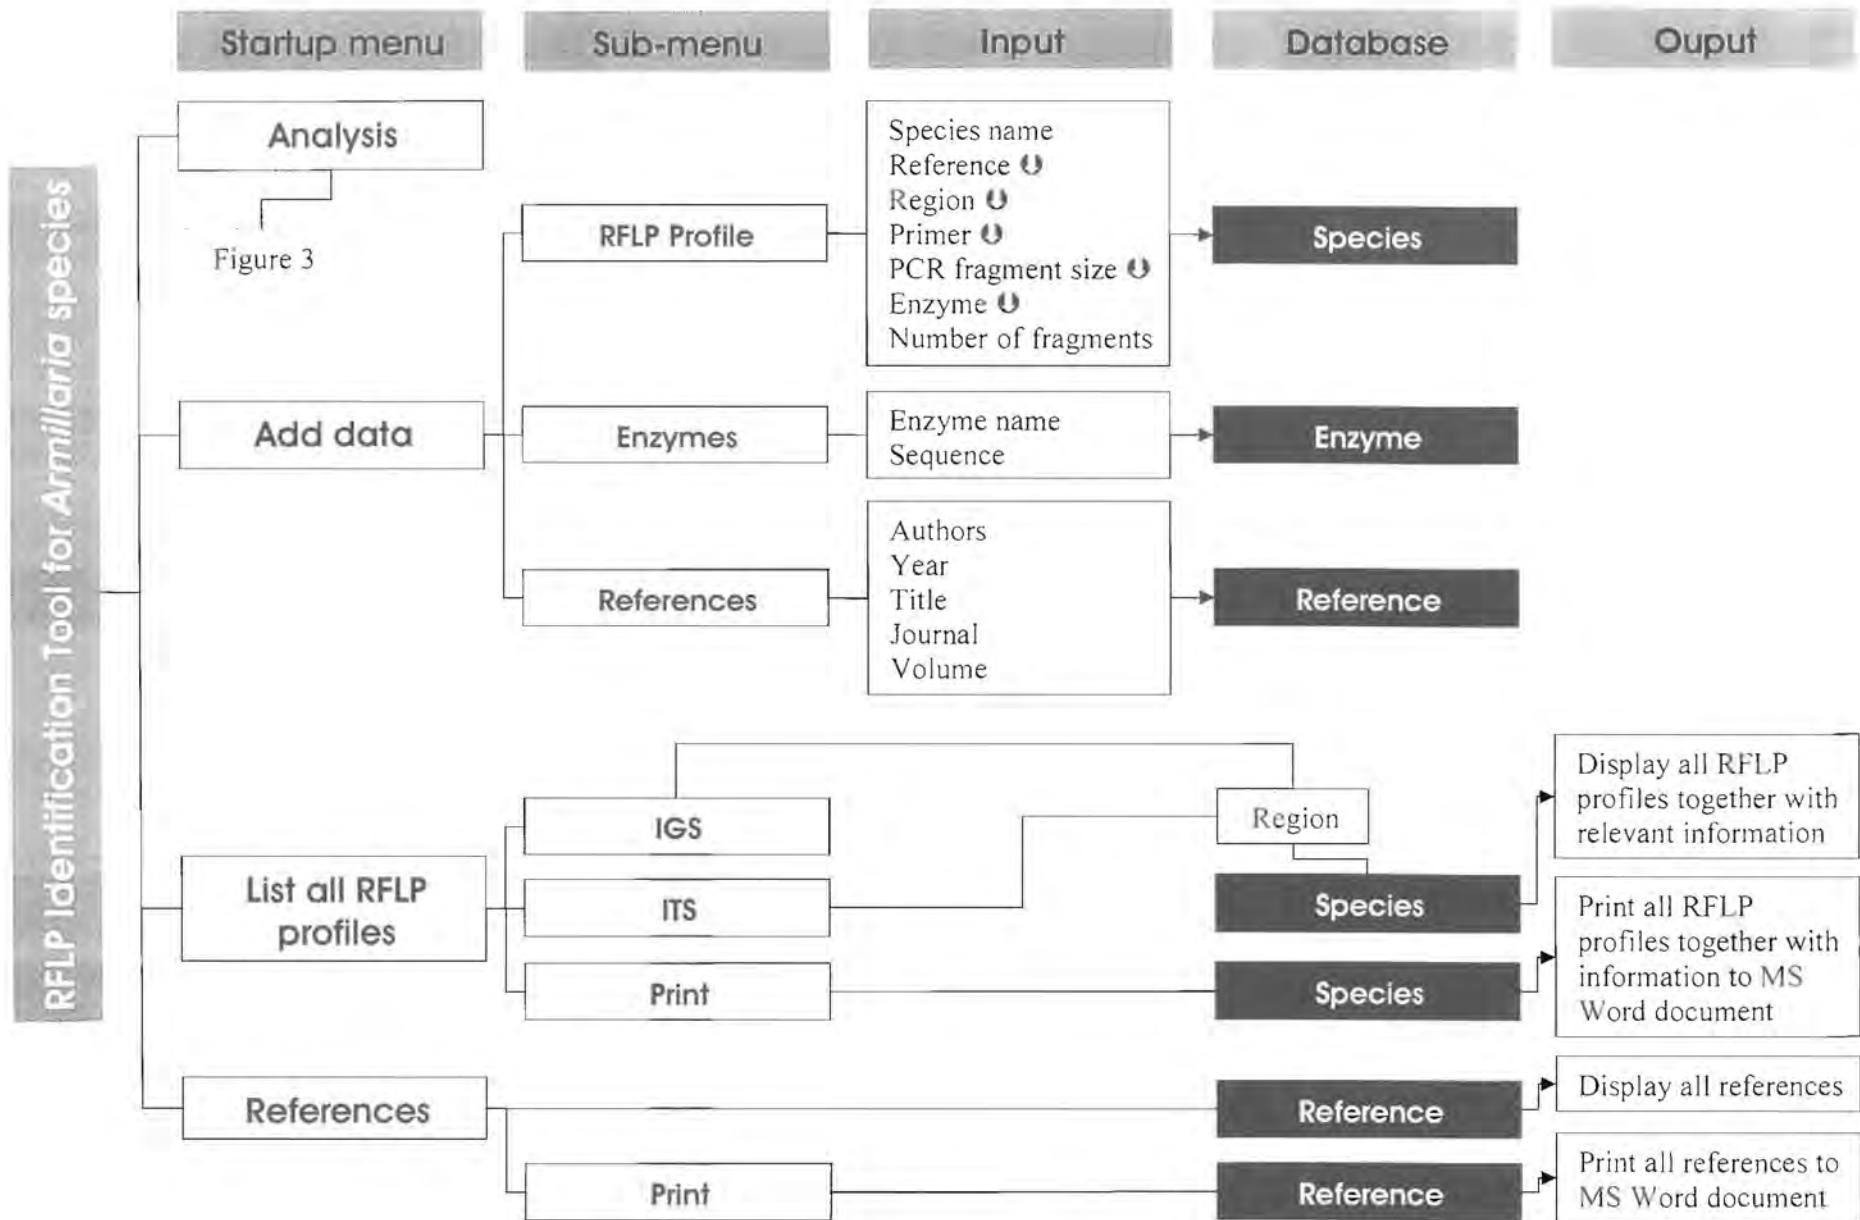 Startup menu
Sub-menu
Input
Database
Ouput
RFLP Identification Tool for Armillaria species
Analysis
Figure 3
Add data
RFLP Profile
Species name
Reference
Region
Primer
PCR fragment size
Enzyme
Number of fragments
Species
Enzymes
Enzyme name
Sequence
Enzyme
References
Authors
Year
Title
Journal
Volume
Reference
List all RFLP
profiles
IGS
ITS
Print
Region
Species
Species
Display all RFLP
profiles together with
relevant information
Print all RFLP
profiles together with
information to MS
Word document
References
Reference
Display all references
Print
Reference
Print all references to
MS Word document